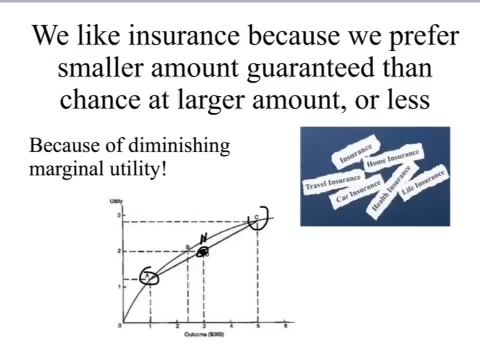 We like insurance because we prefer
smaller amount guaranteed than
chance at larger amount, or less
Because of diminishing
marginal utility!
Insurance
Home Insurance
Travel Insurance
Car Insurance
Health Insurance
Life Insurance
Utility
3
2
1
0
A
B
D
C
H
1
2
3
4
5
6
Outcome ($000)